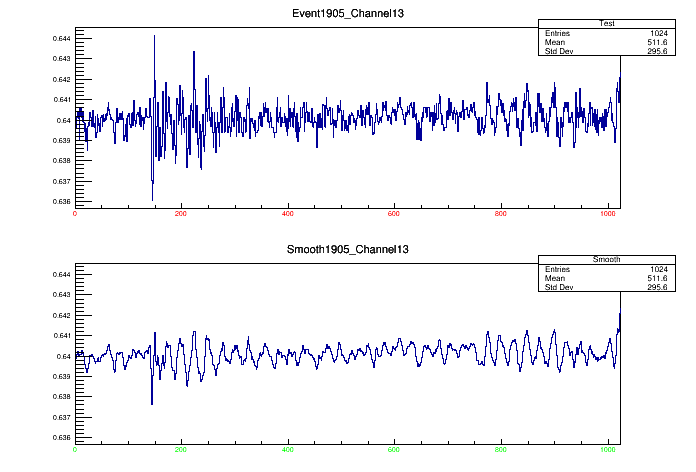 Event1905_Channel13
Test
Entries 1024
Mean 511.6
Std Dev 295.6
0.644
0.643
0.642
0.641
0.64
0.639
0.638
0.637
0.636
0 200 400 600 800 1000
Smooth1905_Channel13
Smooth
Entries 1024
Mean 511.6
Std Dev 295.6
0.644
0.643
0.642
0.641
0.64
0.639
0.638
0.637
0.636
0 200 400 600 800 1000